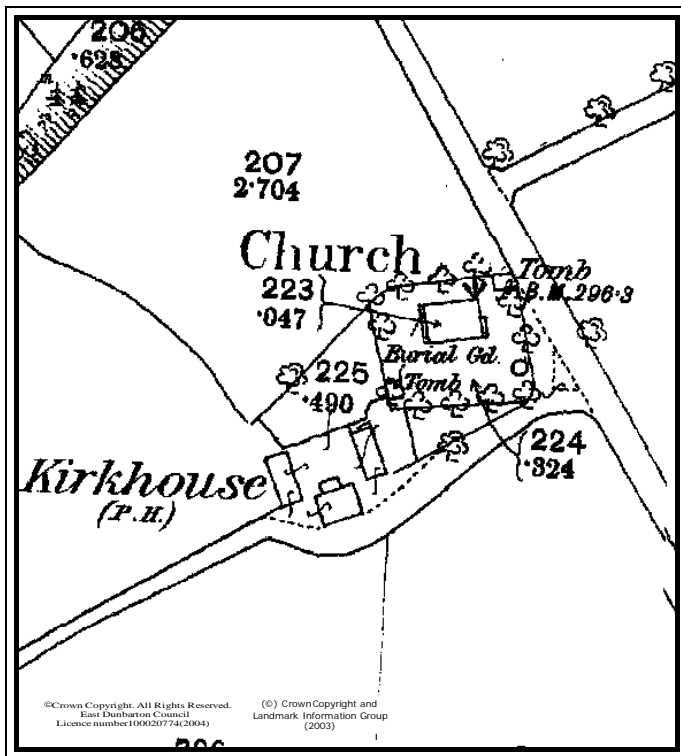 206
·623
207
2·704
Church
Tomb
B.M. 296·3
223
·047
Burial Gd.
225
·490
Tomb
224
·324
Kirkhouse
(P.H.)
©Crown Copyright. All Rights Reserved.
East Dunbarton Council
Licence number100020774(2004)
(©) Crown Copyright and
Landmark Information Group
(2003)